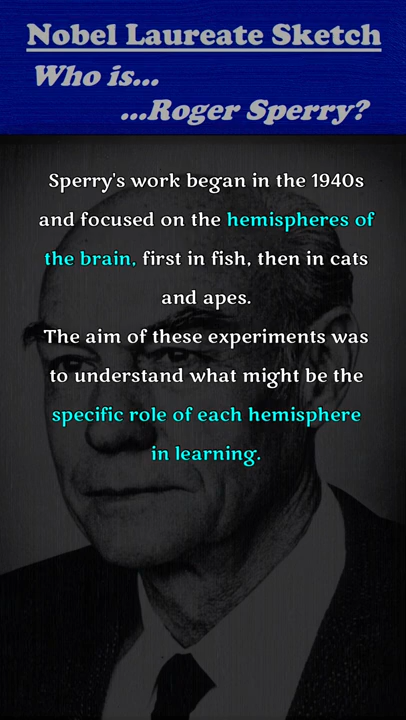 Nobel Laureate Sketch
Who is...
...Roger Sperry?
Sperry's work began in the 1940s
and focused on the hemispheres of
the brain, first in fish, then in cats
and apes.
The aim of these experiments was
to understand what might be the
specific role of each hemisphere
in learning.